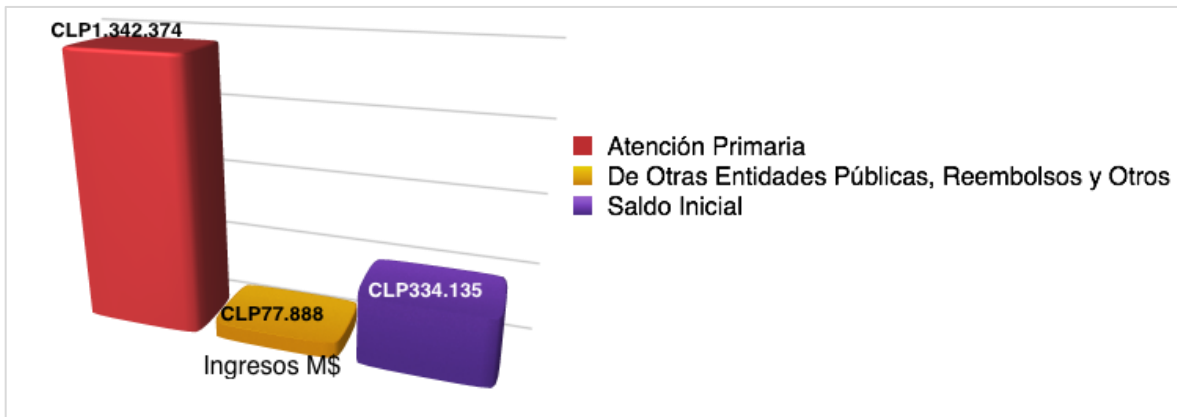 CLP1.342.374
Atención Primaria
De Otras Entidades Públicas, Reembolsos y Otros
Saldo Inicial
CLP334.135
CLP77.888
Ingresos M$